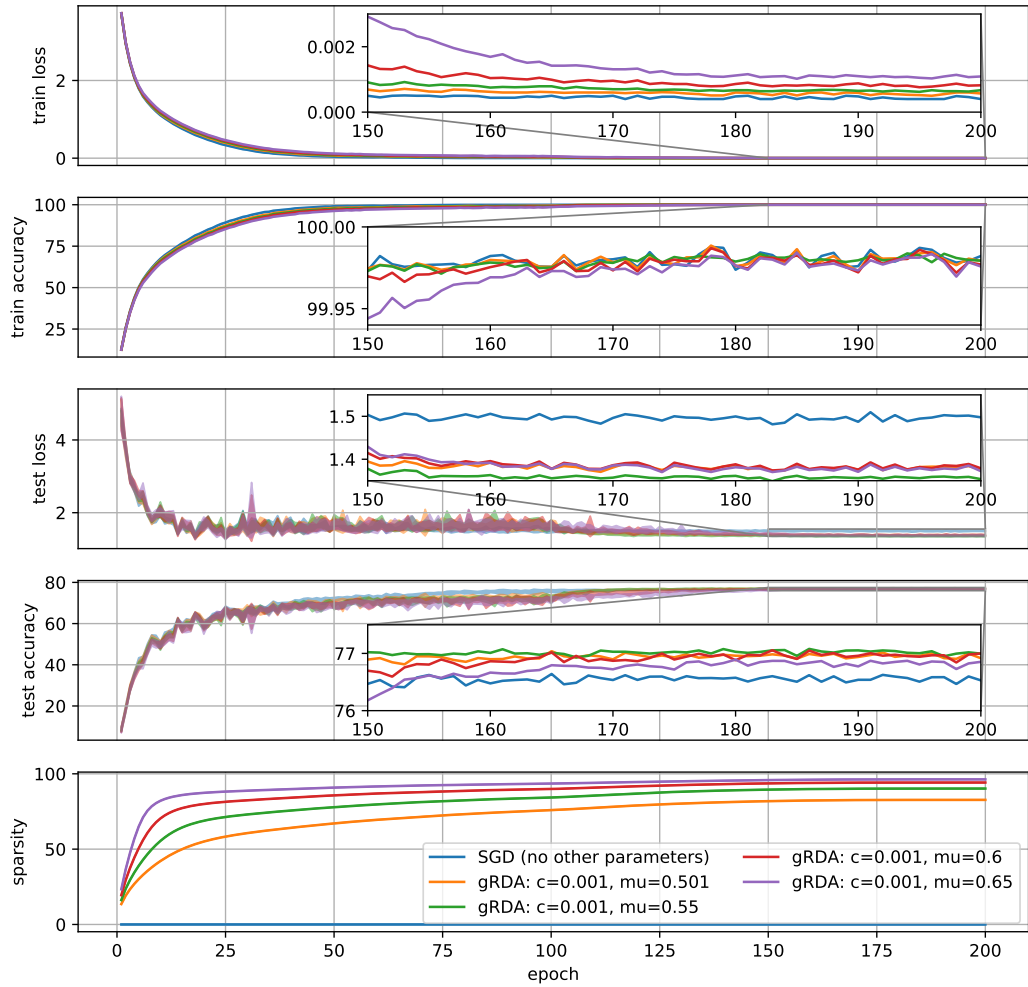 train loss
2
0
0.002
0.000
150 160 170 180 190 200
train accuracy
100
75
50
25
100.00
99.95
150 160 170 180 190 200
test loss
4
2
1.5
1.4
150 160 170 180 190 200
test accuracy
80
60
40
20
77
76
150 160 170 180 190 200
sparsity
100
50
0
SGD (no other parameters)
gRDA: c=0.001, mu=0.501
gRDA: c=0.001, mu=0.55
gRDA: c=0.001, mu=0.6
gRDA: c=0.001, mu=0.65
0 25 50 75 100 125 150 175 200
epoch